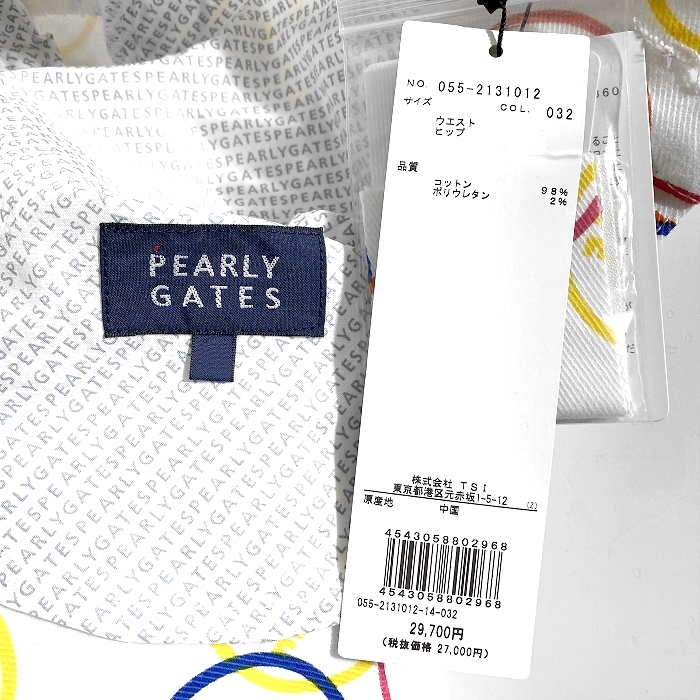 PEARLYGATESPEARLYGATESPEARLYGATES
PEARLY
GATES
NO. 055-2131012
サイズ COL. 032
ウエスト
ヒップ
品質
コットン 98%
ポリウレタン 2%
株式会社 TSI
東京都港区元赤坂1-5-12 (2)
原産地 中国
4543058802968
4543058802968
055-2131012-14-032
29,700円
(税抜価格 27,000円)